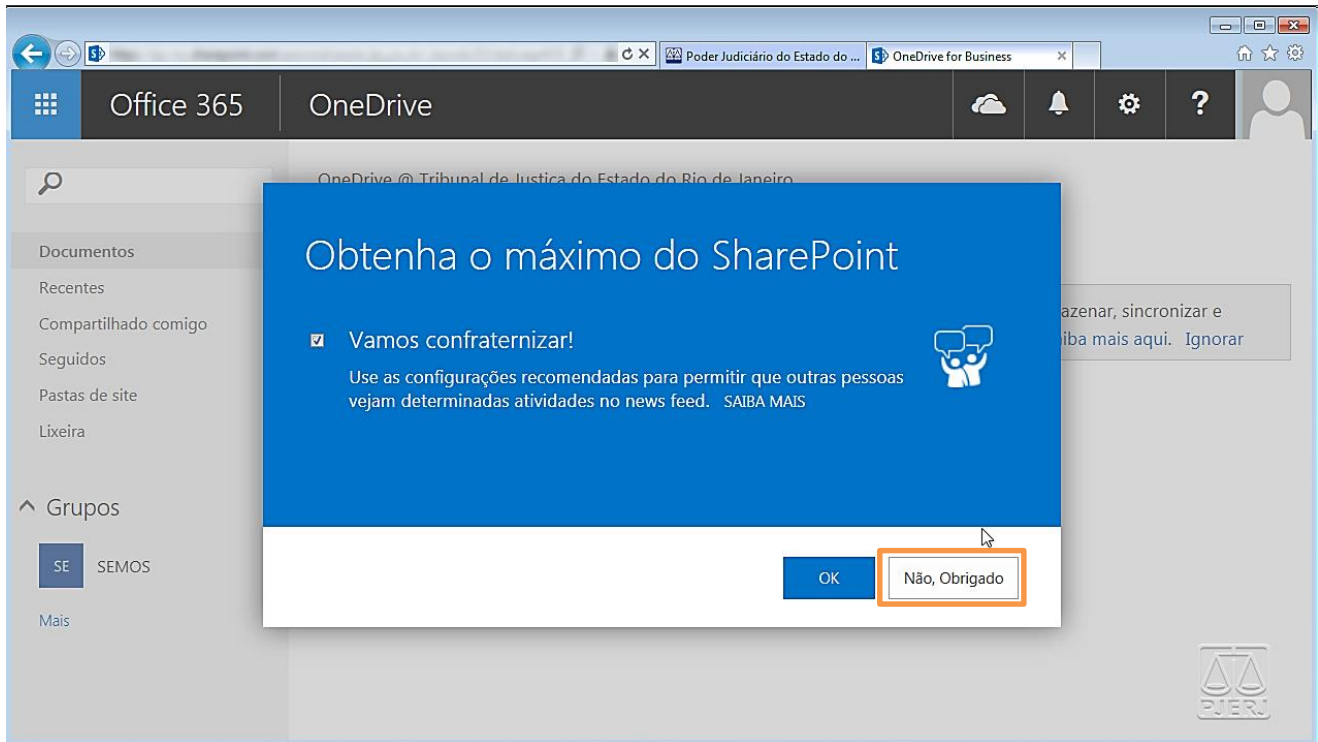 Poder Judiciário do Estado do ...
OneDrive for Business
Office 365
OneDrive
?
OneDrive @ Tribunal de Justiça do Estado do Rio de Janeiro
Documentos
Recentes
Compartilhado comigo
Seguidos
Pastas de site
Lixeira
Grupos
SE
SEMOS
Mais
Obtenha o máximo do SharePoint
Vamos confraternizar!
Use as configurações recomendadas para permitir que outras pessoas
vejam determinadas atividades no news feed. SAIBA MAIS
sincronizar e
mais aqui. Ignorar
OK
Não, Obrigado
PJERJ